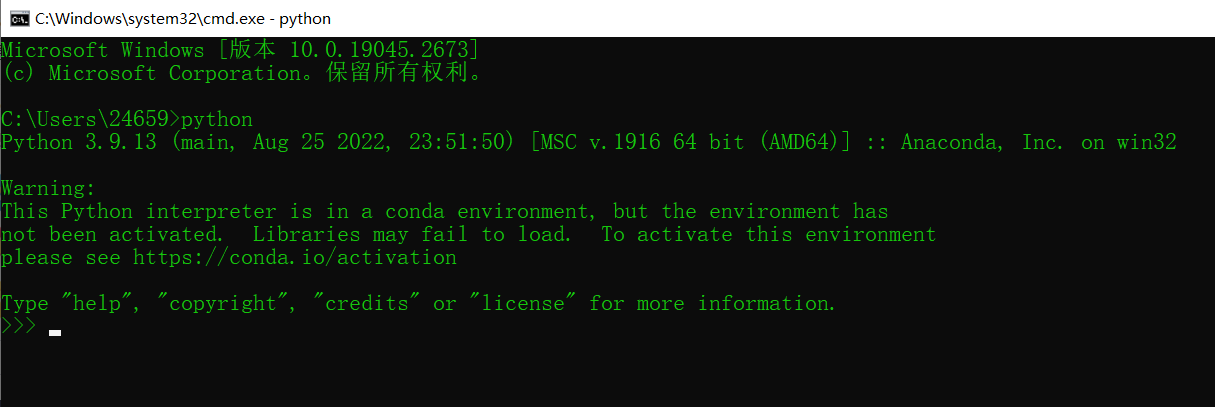 C:\Windows\system32\cmd.exe - python
Microsoft Windows [版本 10.0.19045.2673]
(c) Microsoft Corporation。保留所有权利。
C:\Users\24659>python
Python 3.9.13 (main, Aug 25 2022, 23:51:50) [MSC v.1916 64 bit (AMD64)] :: Anaconda, Inc. on win32
Warning:
This Python interpreter is in a conda environment, but the environment has
not been activated.  Libraries may fail to load.  To activate this environment
please see https://conda.io/activation
Type "help", "copyright", "credits" or "license" for more information.
>>>